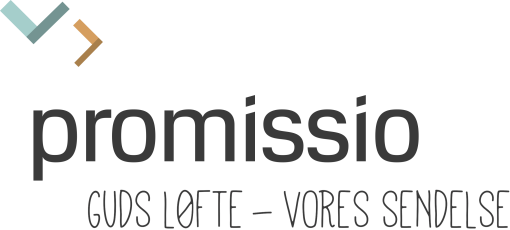 promissio
GUDS LØFTE – VORES SENDELSE